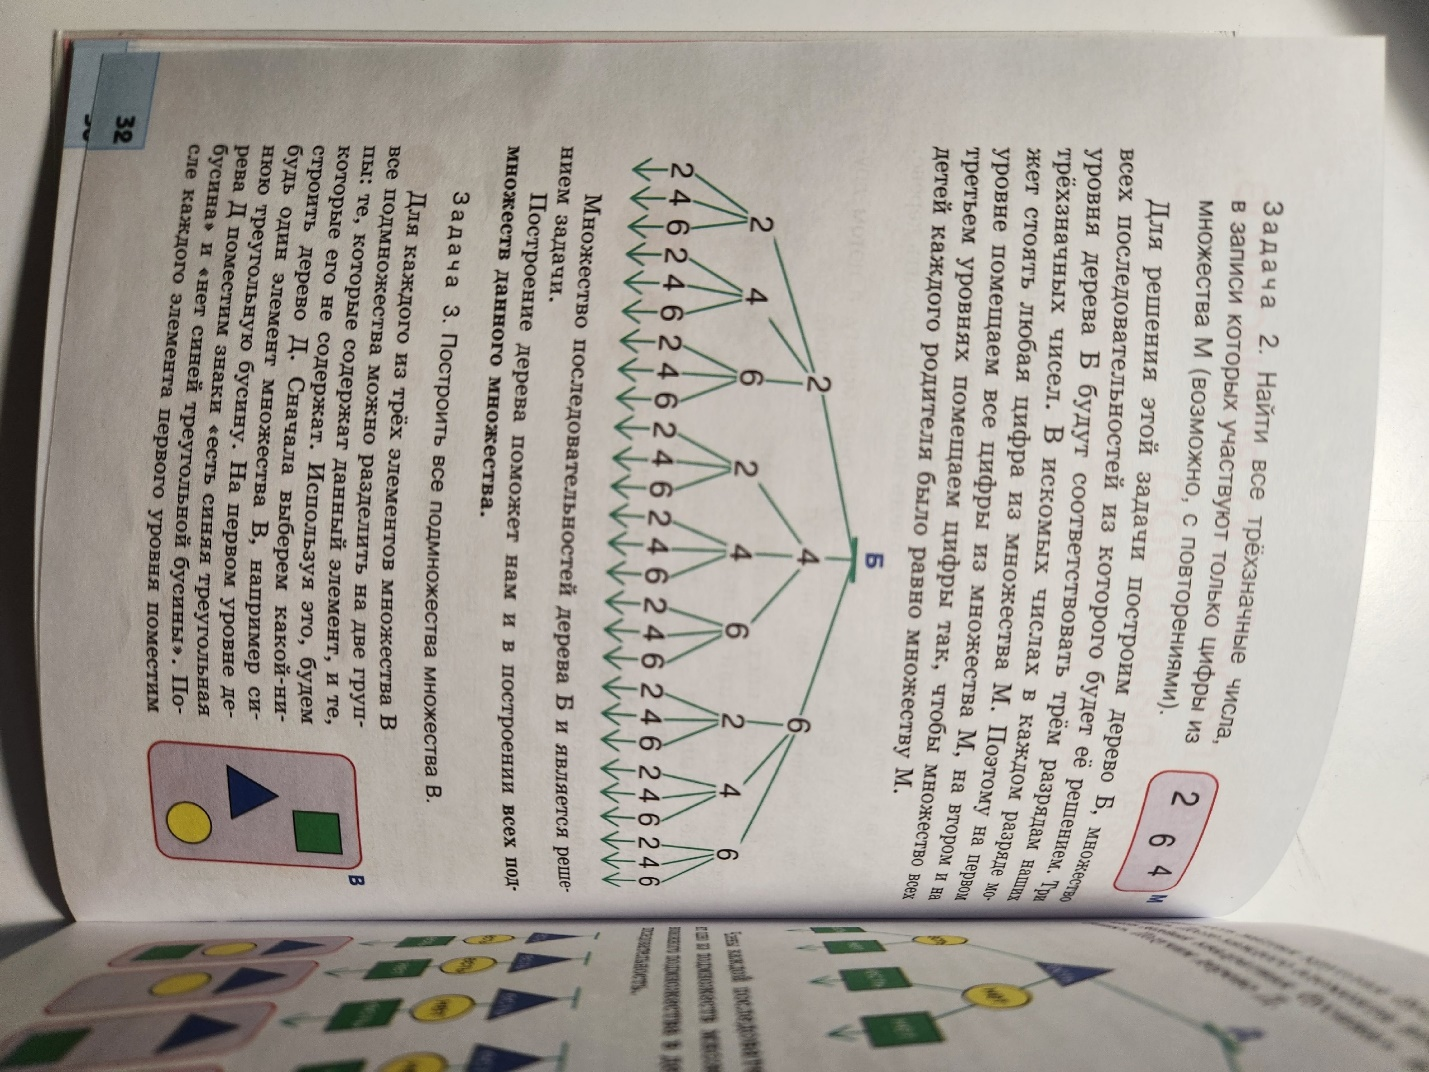 Задача 2. Найти все трёхзначные числа,
в записи которых участвуют только цифры из
множества М (возможно, с повторениями).
2 6 4
М
Для решения этой задачи построим дерево Б, множество
всех последовательностей из которого будет её решением. Три
уровня дерева Б будут соответствовать трём разрядам наших
трёхзначных чисел. В искомых числах в каждом разряде мо-
жет стоять любая цифра из множества М. Поэтому на первом
уровне помещаем все цифры из множества М, на втором и на
третьем уровнях помещаем цифры так, чтобы множество всех
детей каждого родителя было равно множеству М.
Б
2 4 6
2 4 6 2 4 6 2 4 6
2 4 6 2 4 6 2 4 6 2 4 6 2 4 6 2 4 6 2 4 6 2 4 6 2 4 6
Множество последовательностей дерева Б и является реше-
нием задачи.
Построение дерева поможет нам и в построении всех под-
множеств данного множества.
Задача 3. Построить все подмножества множества В.
Для каждого из трёх элементов множества В
все подмножества можно разделить на две груп-
пы: те, которые содержат данный элемент, и те,
которые его не содержат. Используя это, будем
строить дерево Д. Сначала выберем какой-ни-
будь один элемент множества В, например си-
нюю треугольную бусину. На первом уровне де-
рева Д поместим знаки «есть синяя треугольная
бусина» и «нет синей треугольной бусины». По-
сле каждого элемента первого уровня поместим
В
32